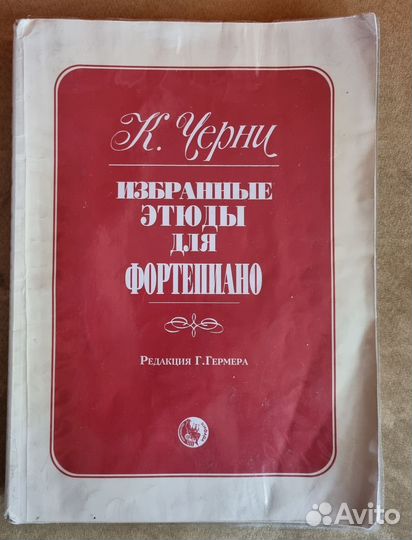 К. Черни
ИЗБРАННЫЕ
ЭТЮДЫ
ДЛЯ
ФОРТЕПИАНО
РЕДАКЦИЯ Г.ГЕРМЕРА
Avito